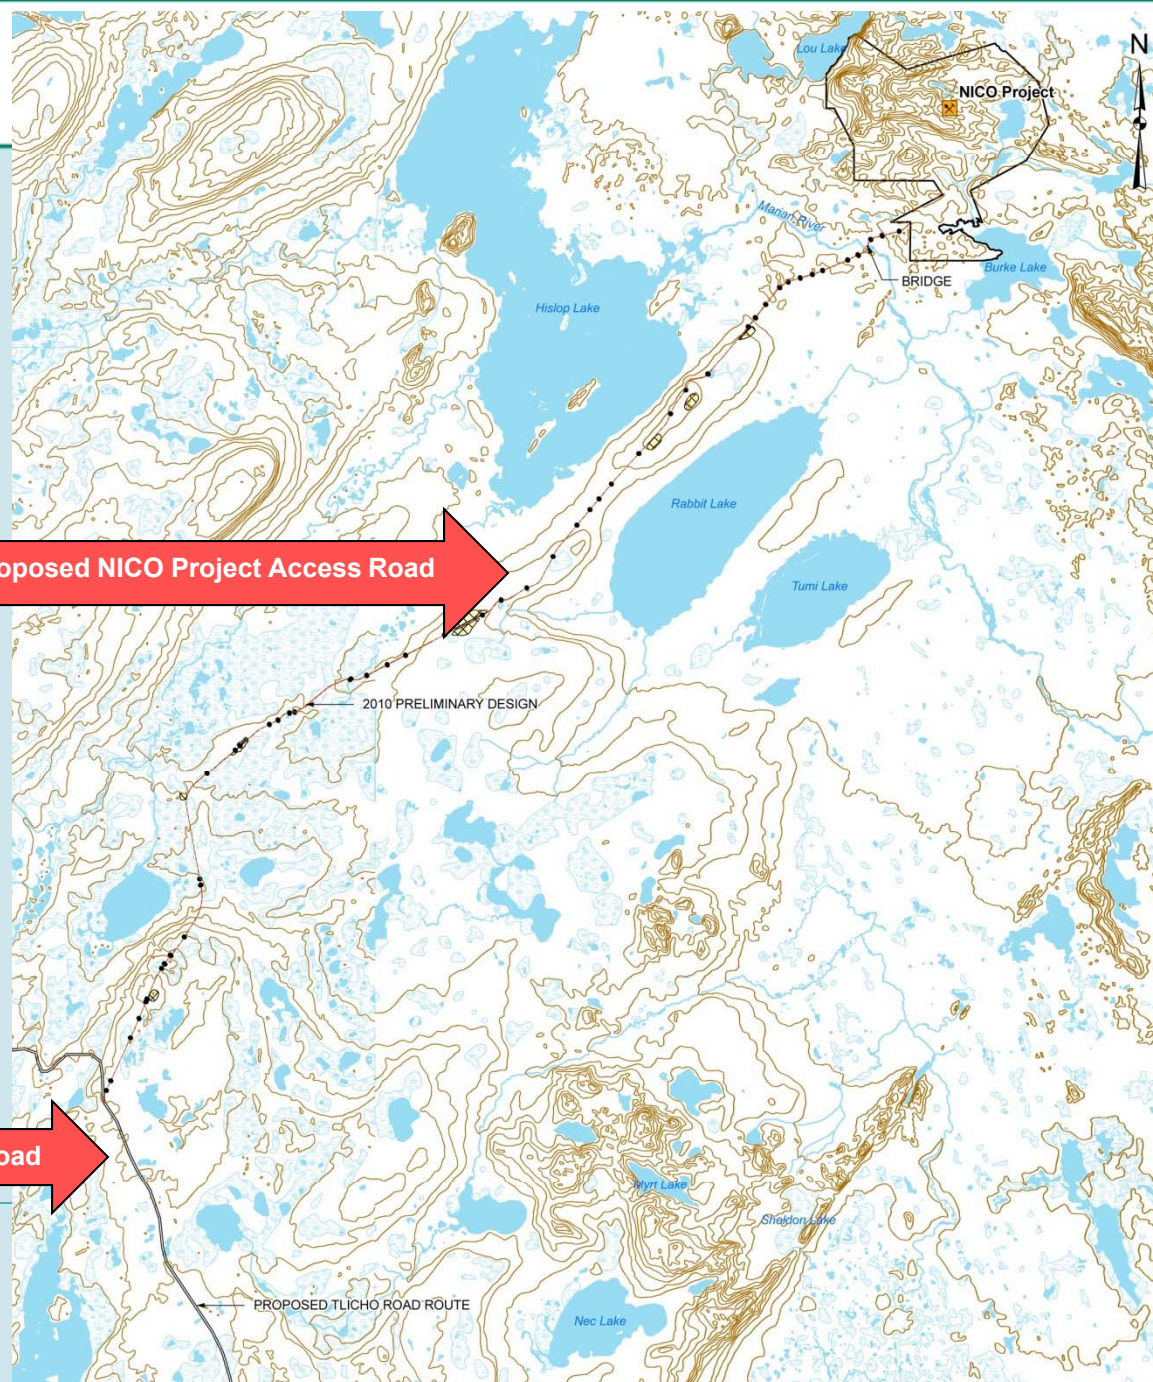 Lou Lake
N
NICO Project
Marian River
Burke Lake
BRIDGE
Hislop Lake
Rabbit Lake
oposed NICO Project Access Road
Tumi Lake
2010 PRELIMINARY DESIGN
oad
Myrt Lake
Sheldon Lake
PROPOSED TLICHO ROAD ROUTE
Nec Lake